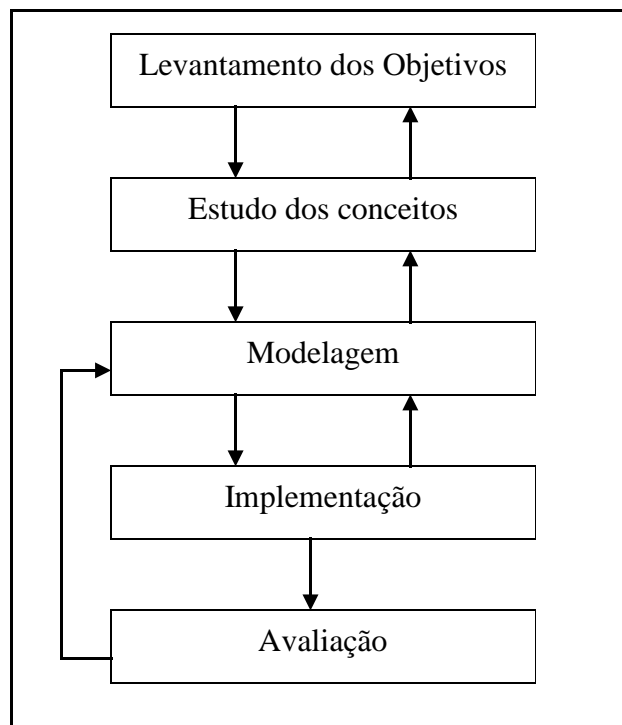 Levantamento dos Objetivos
Estudo dos conceitos
Modelagem
Implementação
Avaliação